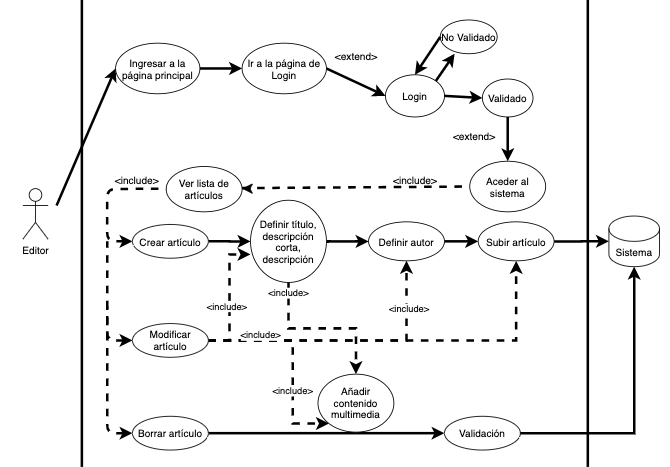 No Validado
Ingresar a la
página principal
Ir a la página de
Login
<extend>
Login
Validado
<extend>
<include>
Ver lista de
artículos
<include>
Aceder al
sistema
Editor
Crear artículo
Definir título,
descripción
corta,
descripción
Definir autor
Subir artículo
Sistema
<include>
<include>
<include>
Modificar
artículo
<include>
<include>
Añadir
contenido
multimedia
Borrar artículo
Validación